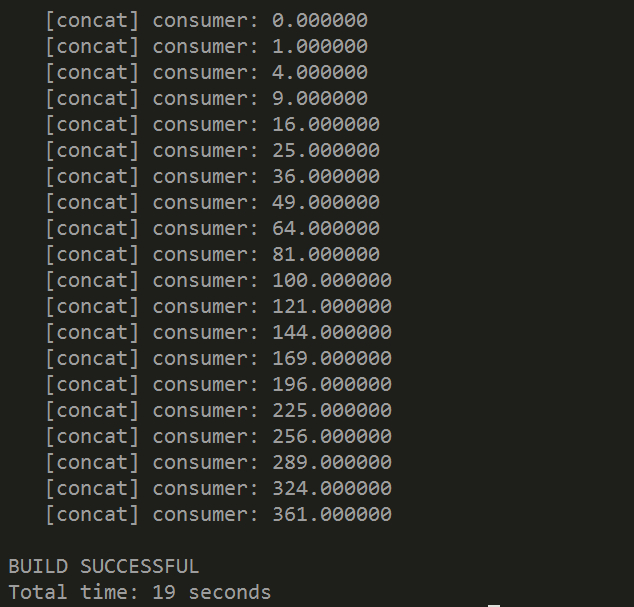 [concat] consumer: 0.000000
[concat] consumer: 1.000000
[concat] consumer: 4.000000
[concat] consumer: 9.000000
[concat] consumer: 16.000000
[concat] consumer: 25.000000
[concat] consumer: 36.000000
[concat] consumer: 49.000000
[concat] consumer: 64.000000
[concat] consumer: 81.000000
[concat] consumer: 100.000000
[concat] consumer: 121.000000
[concat] consumer: 144.000000
[concat] consumer: 169.000000
[concat] consumer: 196.000000
[concat] consumer: 225.000000
[concat] consumer: 256.000000
[concat] consumer: 289.000000
[concat] consumer: 324.000000
[concat] consumer: 361.000000
BUILD SUCCESSFUL
Total time: 19 seconds